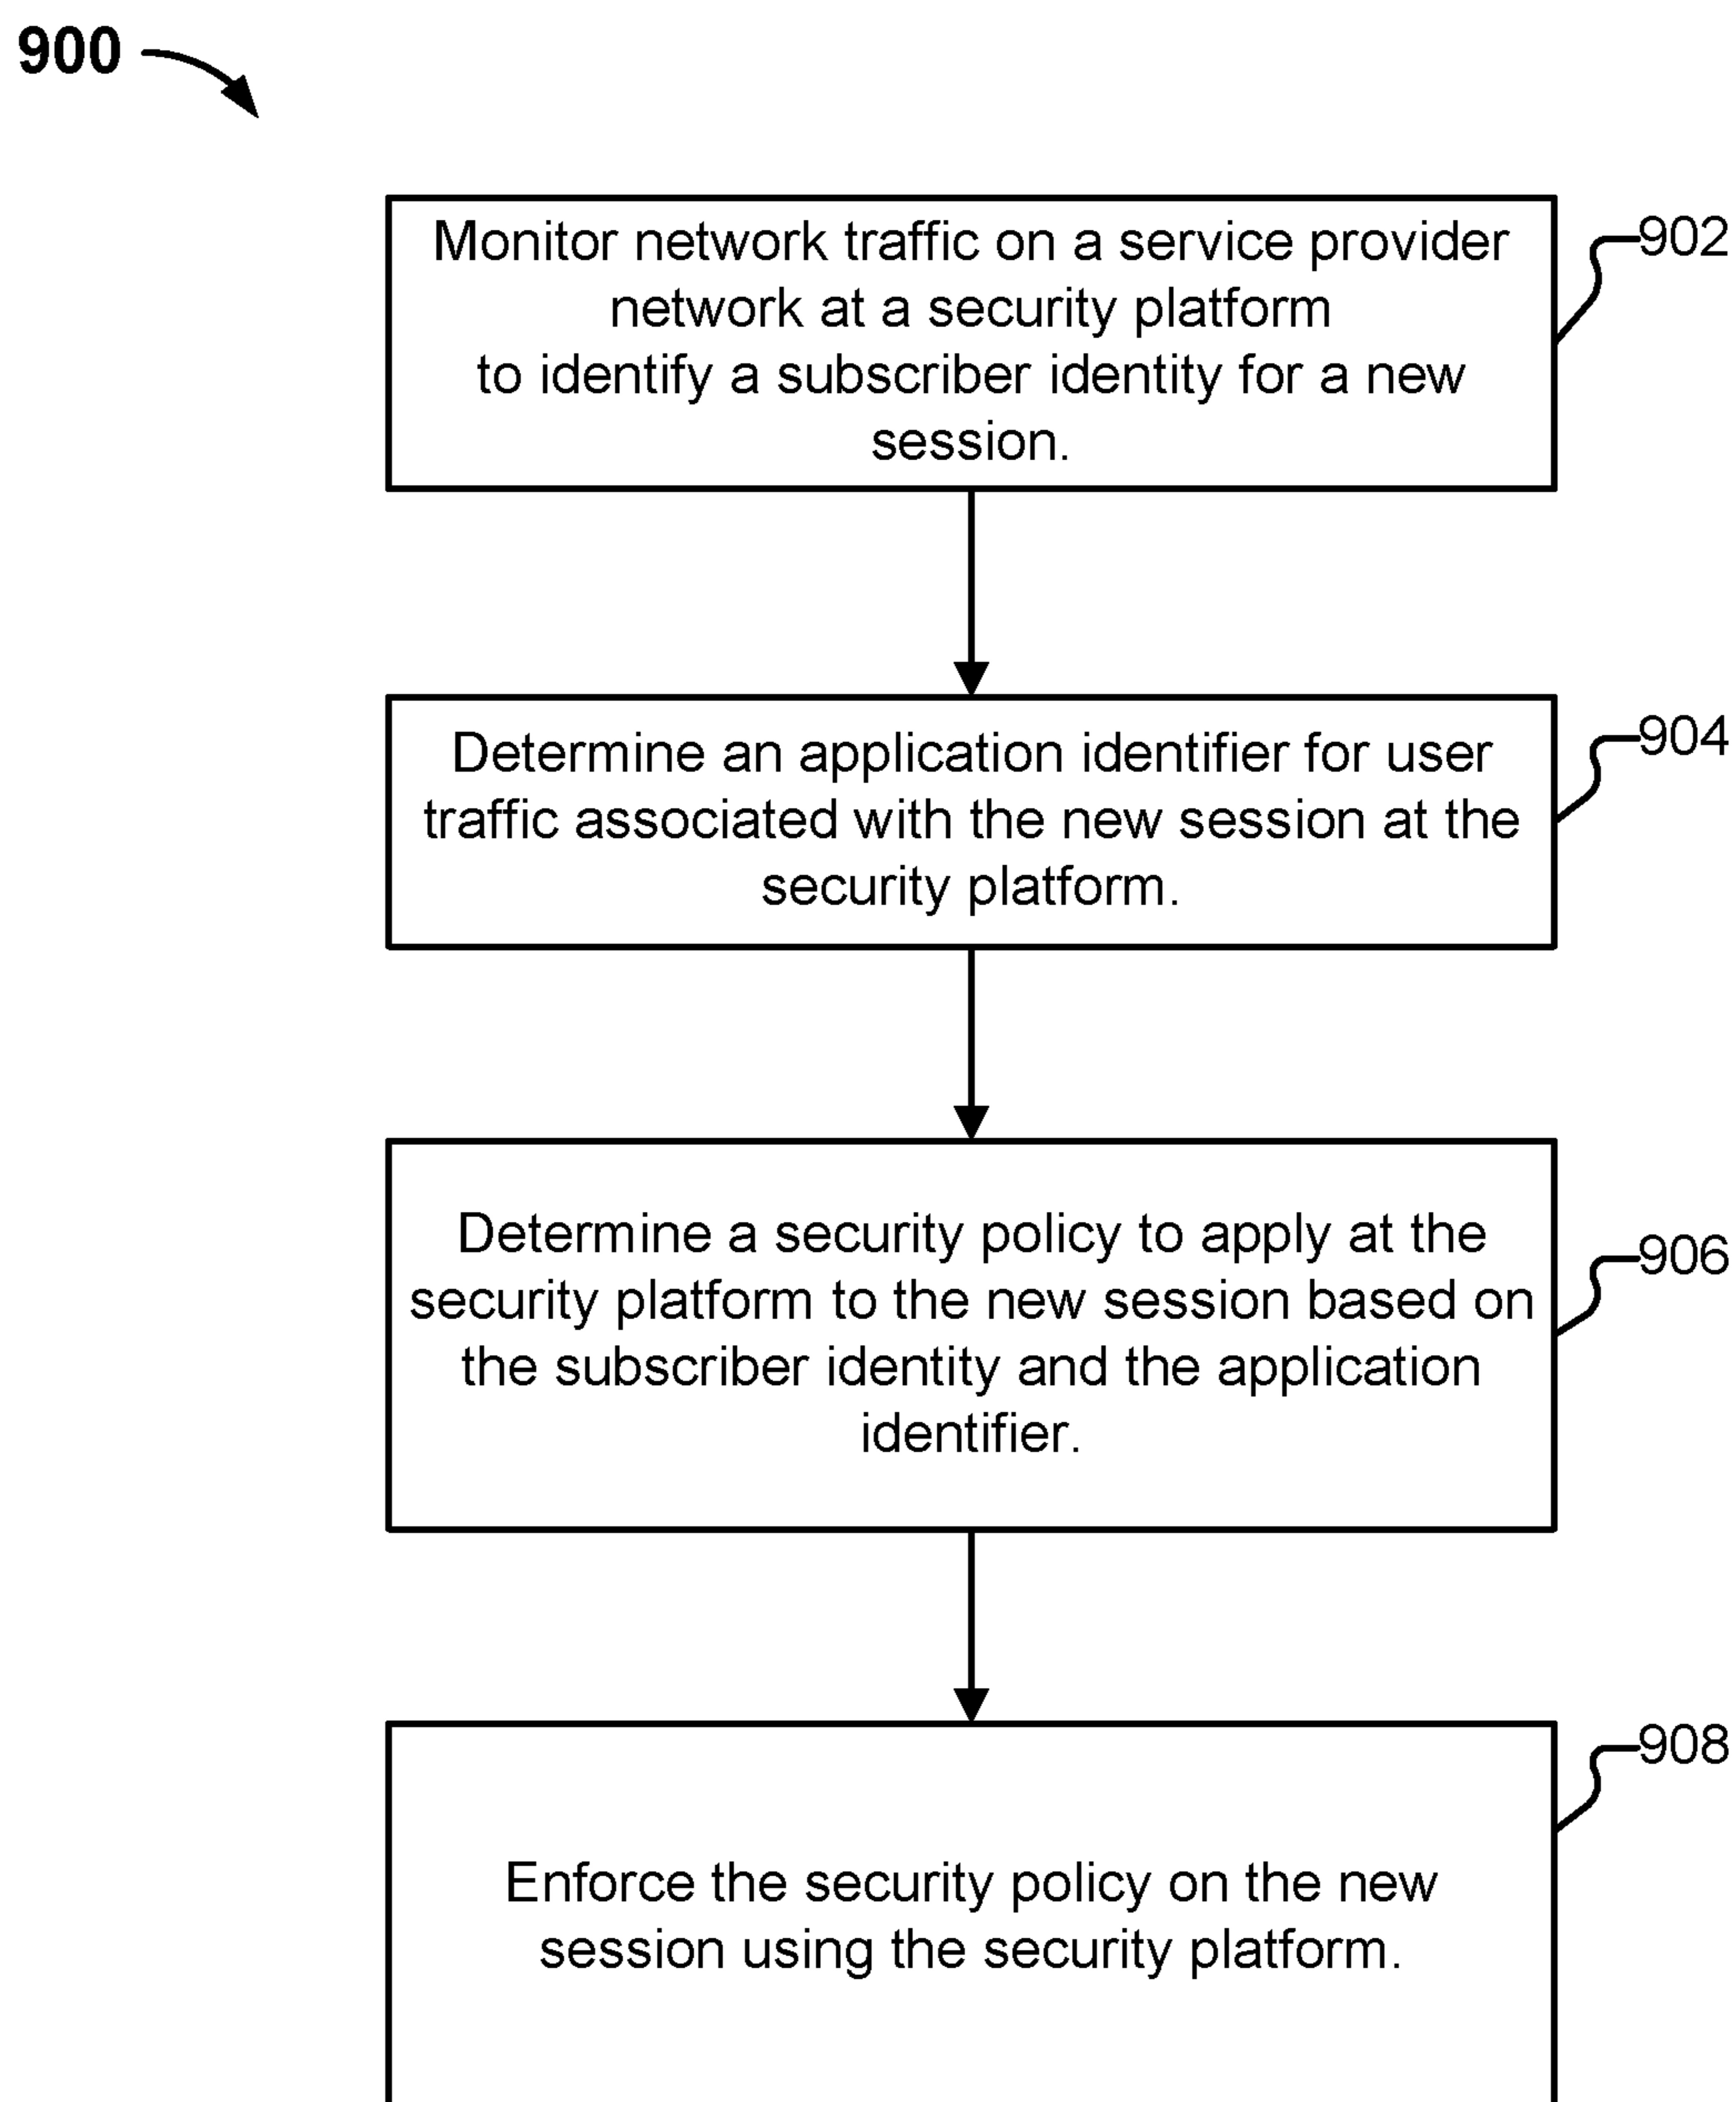 900
Monitor network traffic on a service provider
network at a security platform
to identify a subscriber identity for a new
session.
902
Determine an application identifier for user
traffic associated with the new session at the
security platform.
904
Determine a security policy to apply at the
security platform to the new session based on
the subscriber identity and the application
identifier.
906
Enforce the security policy on the new
session using the security platform.
908